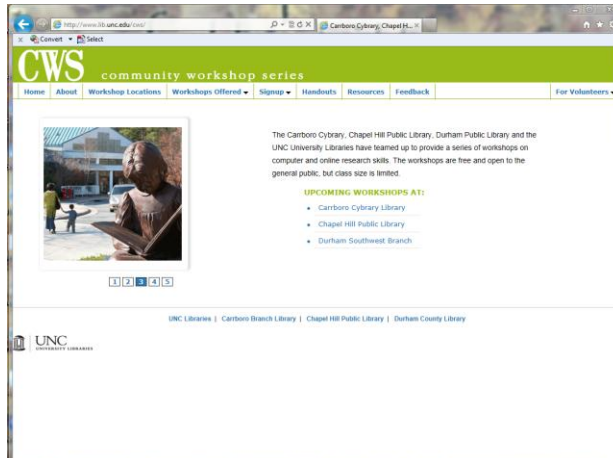 http://www.lib.unc.edu/cws/
Carrboro Cybrary, Chapel H...
x Convert Select
CWS community workshop series
Home About Workshop Locations Workshops Offered Signup Handouts Resources Feedback For Volunteers
The Carrboro Cybrary, Chapel Hill Public Library, Durham Public Library and the
UNC University Libraries have teamed up to provide a series of workshops on
computer and online research skills. The workshops are free and open to the
general public, but class size is limited.
UPCOMING WORKSHOPS AT:
Carrboro Cybrary Library
Chapel Hill Public Library
Durham Southwest Branch
1 2 3 4 5
UNC Libraries | Carrboro Branch Library | Chapel Hill Public Library | Durham County Library
UNC
UNIVERSITY LIBRARIES